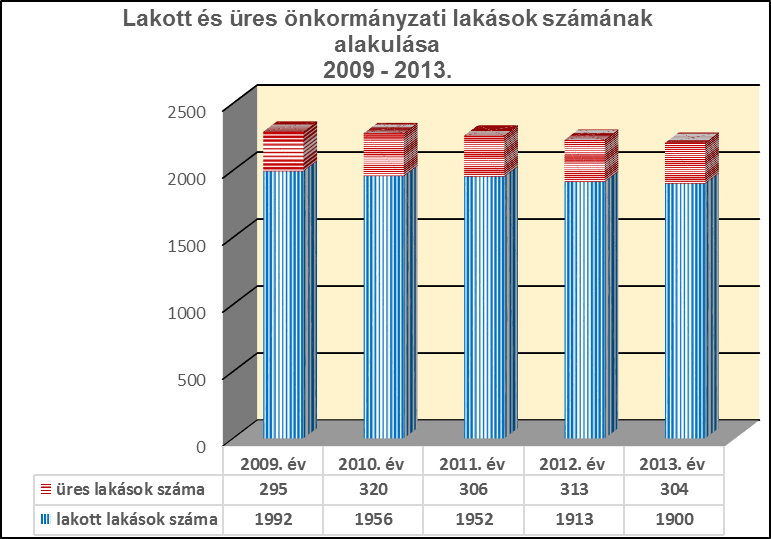 Lakott és üres önkormányzati lakások számának
alakulása
2009 - 2013.
2500
2000
1500
1000
500
0
2009. év 2010. év 2011. év 2012. év 2013. év
üres lakások száma 295 320 306 313 304
lakott lakások száma 1992 1956 1952 1913 1900